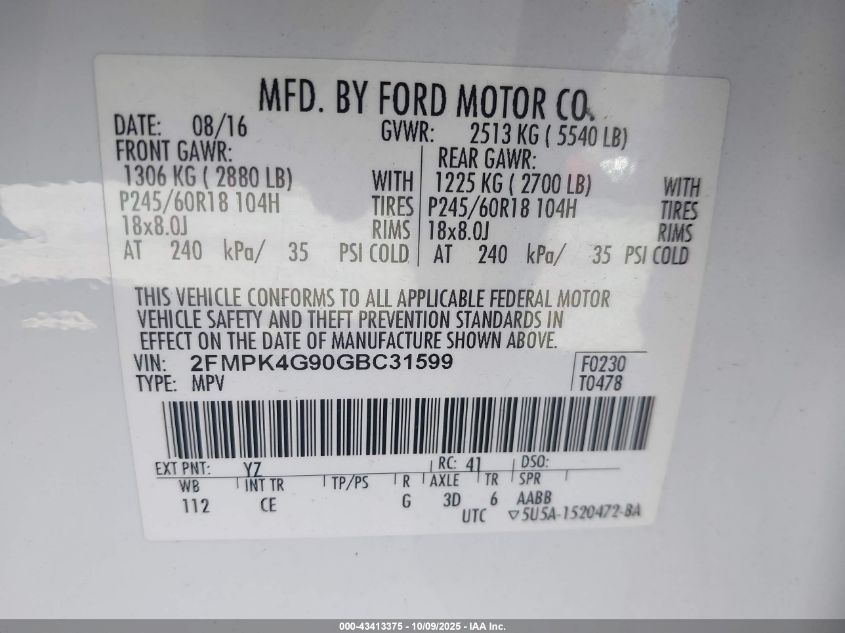 MFD. BY FORD MOTOR CO.
DATE: 08/16 GVWR: 2513 KG ( 5540 LB)
FRONT GAWR: REAR GAWR:
1306 KG ( 2880 LB) WITH 1225 KG ( 2700 LB) WITH
P245/60R18 104H TIRES P245/60R18 104H TIRES
18x8.0J RIMS 18x8.0J RIMS
AT 240 kPa/ 35 PSI COLD AT 240 kPa/ 35 PSI COLD
THIS VEHICLE CONFORMS TO ALL APPLICABLE FEDERAL MOTOR
VEHICLE SAFETY AND THEFT PREVENTION STANDARDS IN
EFFECT ON THE DATE OF MANUFACTURE SHOWN ABOVE.
VIN: 2FMPK4G90GBC31599 F0230
TYPE: MPV T0478
EXT PNT: YZ RC: 41 DSO:
WB INT TR TP/PS R AXLE TR SPR
112 CE G 3D 6 AABB
UTC ▽5U5A-1520472-BA
000-43413375 - 10/09/2025 - IAA Inc.